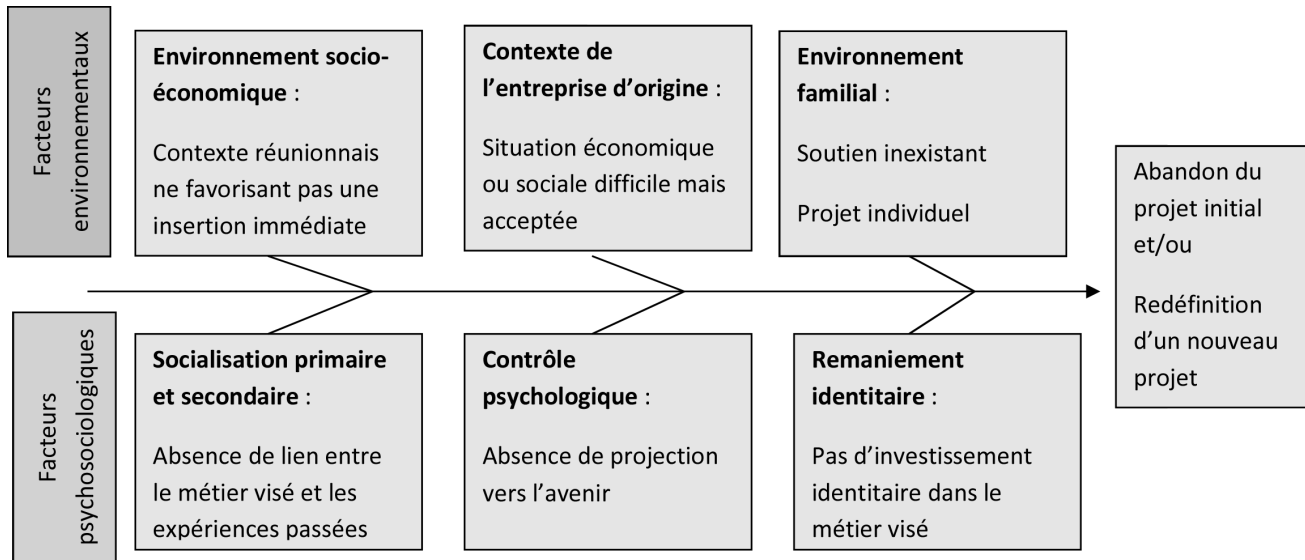 Facteurs
environnementaux
Environnement socio-
économique :
Contexte réunionnais
ne favorisant pas une
insertion immédiate
Contexte de
l’entreprise d’origine :
Situation économique
ou sociale difficile mais
acceptée
Environnement
familial :
Soutien inexistant
Projet individuel
Abandon du
projet initial
et/ou
Redéfinition
d’un nouveau
projet
Facteurs
psychosociologiques
Socialisation primaire
et secondaire :
Absence de lien entre
le métier visé et les
expériences passées
Contrôle
psychologique :
Absence de projection
vers l’avenir
Remaniement
identitaire :
Pas d’investissement
identitaire dans le
métier visé